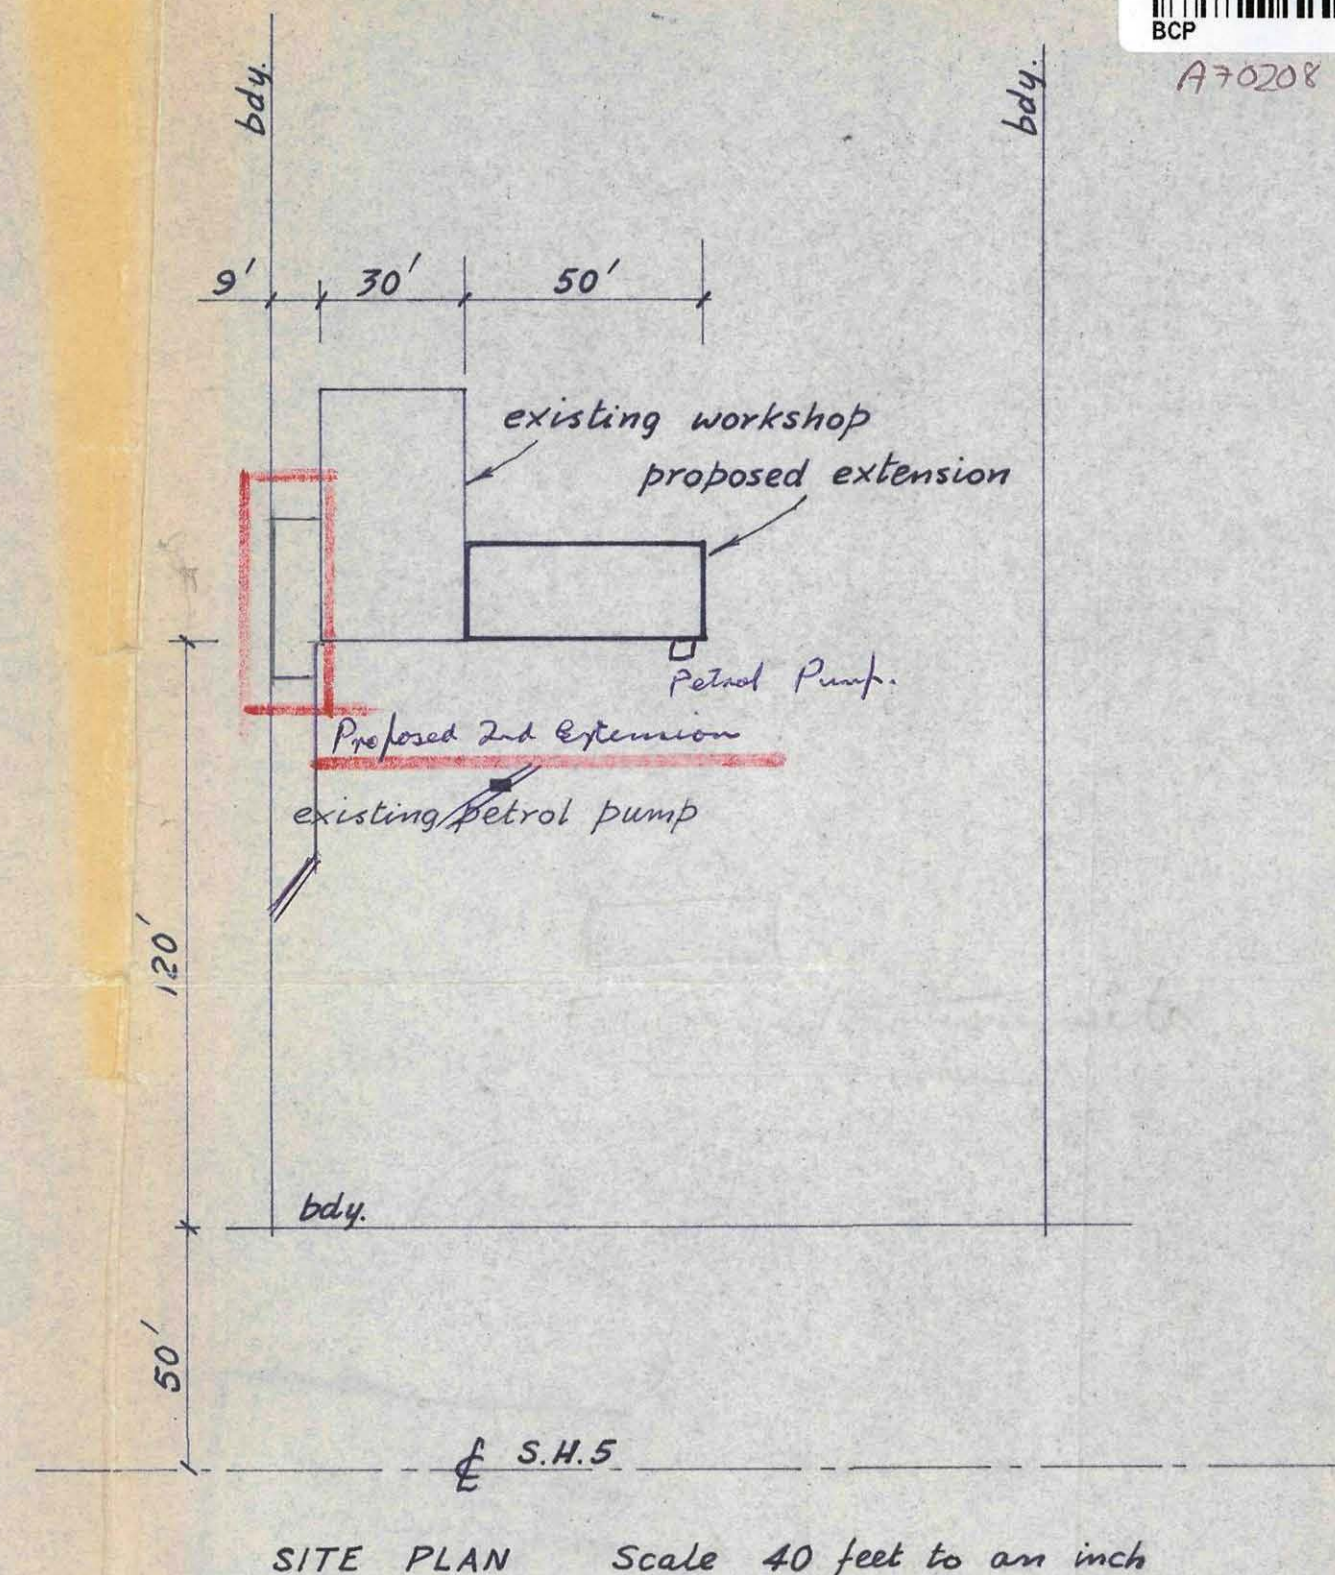 BCP
A70208
bdy.
bdy.
9' 30' 50'
existing workshop
proposed extension
Petrol Pump.
Proposed 2nd Extension
existing petrol pump
120'
bdy.
50'
℄ S.H.5
SITE PLAN Scale 40 feet to an inch